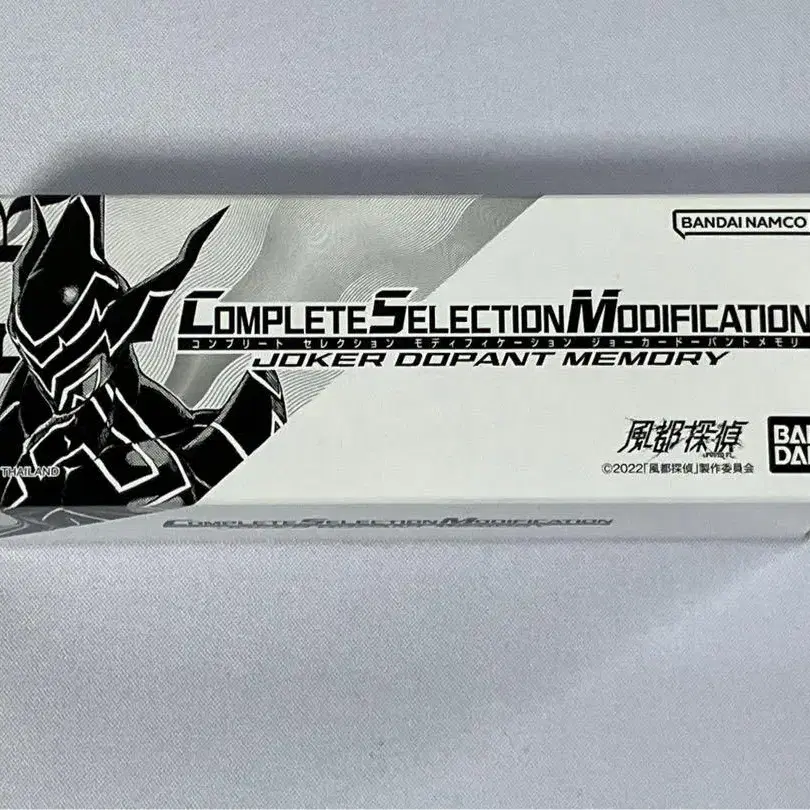 BANDAI NAMCO
COMPLETE SELECTION MODIFICATION
コンプリート セレクション モディフィケーション ジョーカードーパントメモリ
JOKER DOPANT MEMORY
風都探偵
©2022「風都探偵」製作委員会
THAILAND
COMPLETE SELECTION MODIFICATION